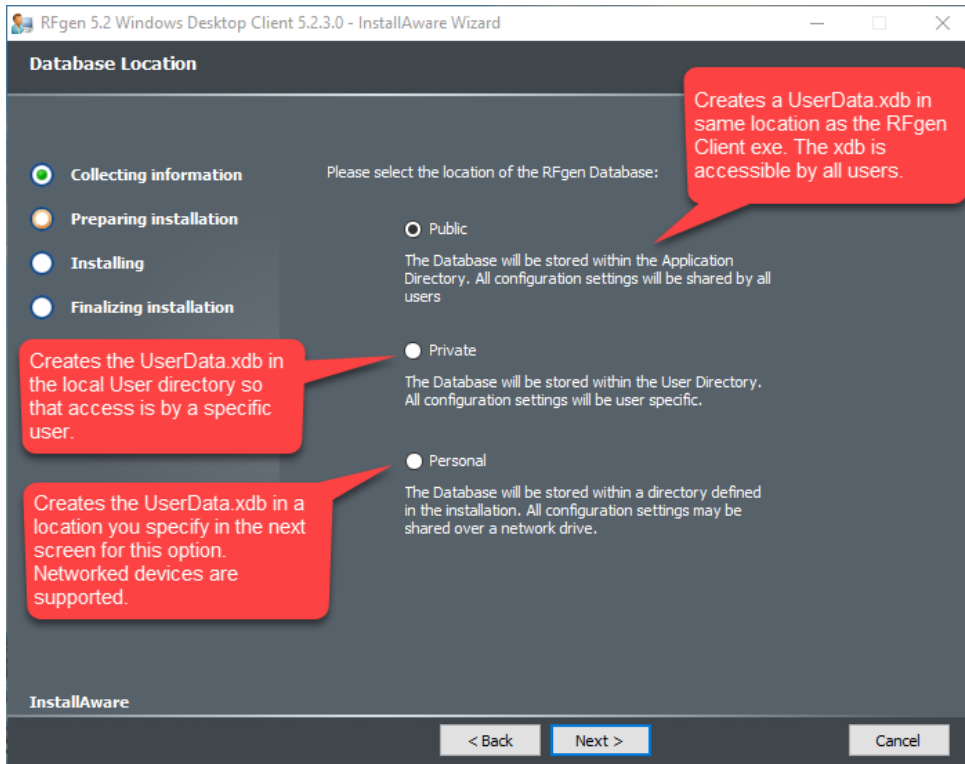 RFgen 5.2 Windows Desktop Client 5.2.3.0 - InstallAware Wizard
Database Location
Creates a UserData.xdb in
same location as the RFgen
Client exe. The xdb is
accessible by all users.
Collecting information
Preparing installation
Installing
Finalizing installation
Please select the location of the RFgen Database:
Public
The Database will be stored within the Application
Directory. All configuration settings will be shared by all
users
Creates the UserData.xdb in
the local User directory so
that access is by a specific
user.
Private
The Database will be stored within the User Directory.
All configuration settings will be user specific.
Creates the UserData.xdb in a
location you specify in the next
screen for this option.
Networked devices are
supported.
Personal
The Database will be stored within a directory defined
in the installation. All configuration settings may be
shared over a network drive.
InstallAware
< Back
Next >
Cancel